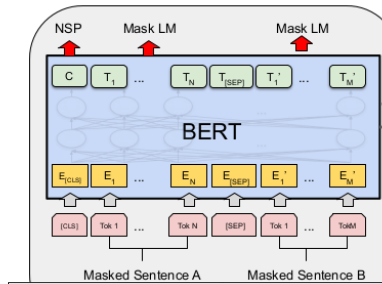 NSP Mask LM Mask LM
C T1 ... TN T[SEP] T1' ... TM'
BERT
E[CLS] E1 ... EN E[SEP] E1' ... EM'
[CLS] Tok 1 ... Tok N [SEP] Tok 1 ... TokM
Masked Sentence A Masked Sentence B